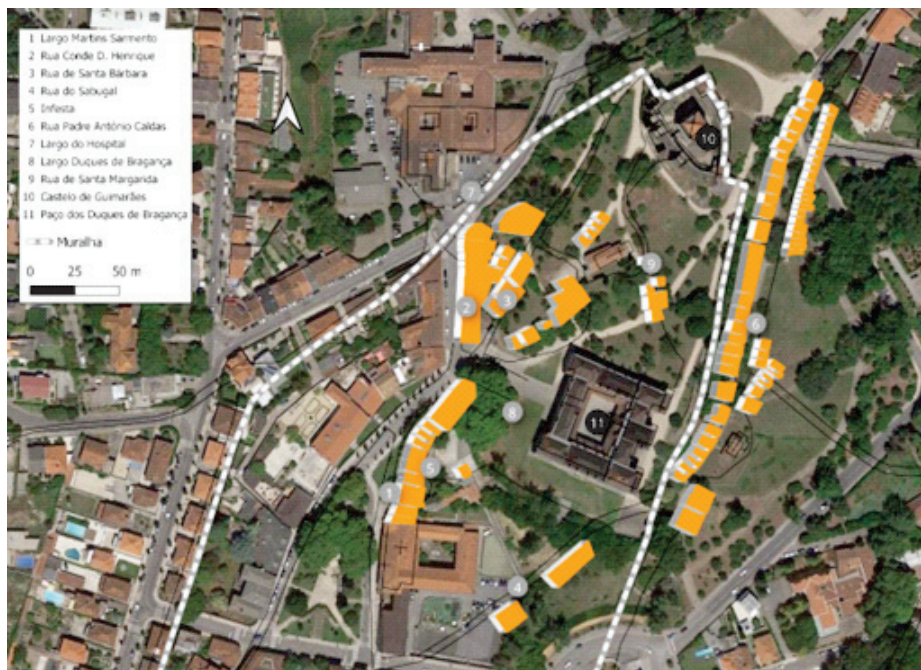 1 Largo Martins Sarmento
2 Rua Conde D. Henrique
3 Rua de Santa Bárbara
4 Rua do Sabugal
5 Infesta
6 Rua Padre António Caldas
7 Largo do Hospital
8 Largo Duques de Bragança
9 Rua de Santa Margarida
10 Castelo de Guimarães
11 Paço dos Duques de Bragança
Muralha
0 25 50 m
10
7
9
2
3
6
8
11
5
1
4